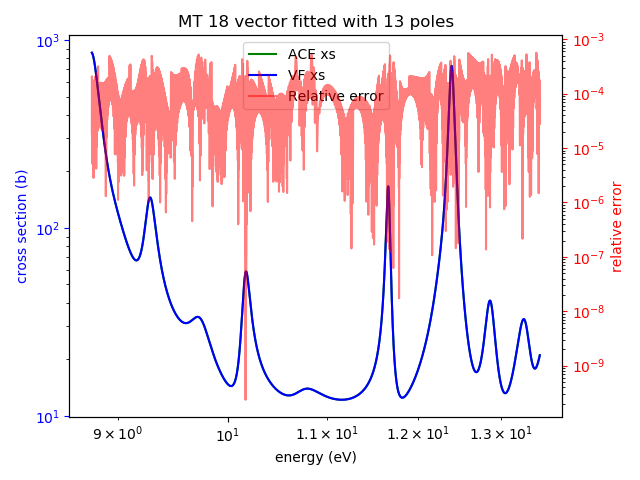 MT 18 vector fitted with 13 poles
ACE xs
VF xs
Relative error
10³
10²
10¹
cross section (b)
10⁻³
10⁻⁴
10⁻⁵
10⁻⁶
10⁻⁷
10⁻⁸
10⁻⁹
relative error
9 × 10⁰
10¹
1.1 × 10¹
1.2 × 10¹
1.3 × 10¹
energy (eV)